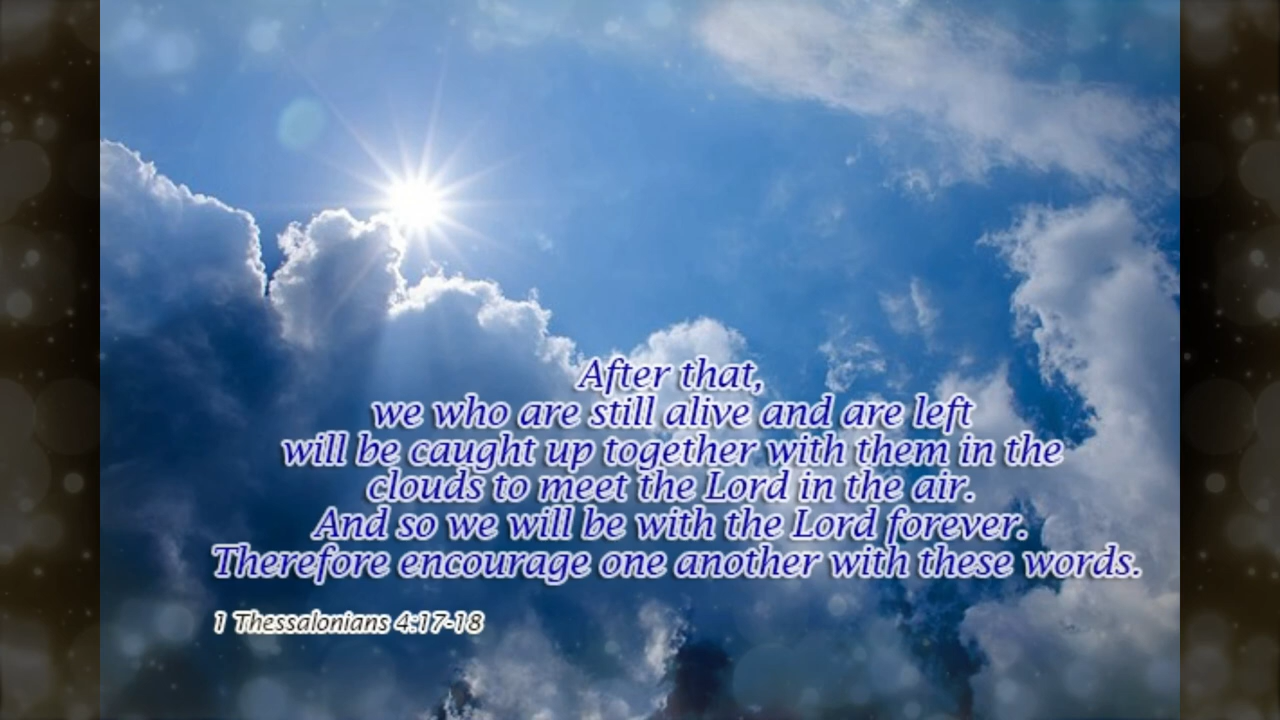 After that,
we who are still alive and are left
will be caught up together with them in the
clouds to meet the Lord in the air.
And so we will be with the Lord forever.
Therefore encourage one another with these words.
1 Thessalonians 4:17-18